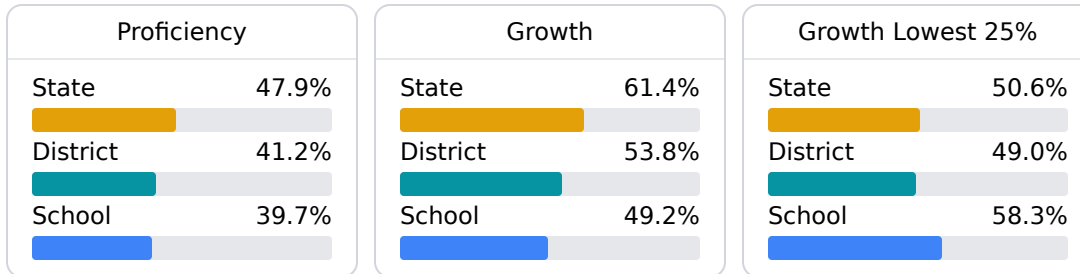 Proficiency
State 47.9%
District 41.2%
School 39.7%
Growth
State 61.4%
District 53.8%
School 49.2%
Growth Lowest 25%
State 50.6%
District 49.0%
School 58.3%